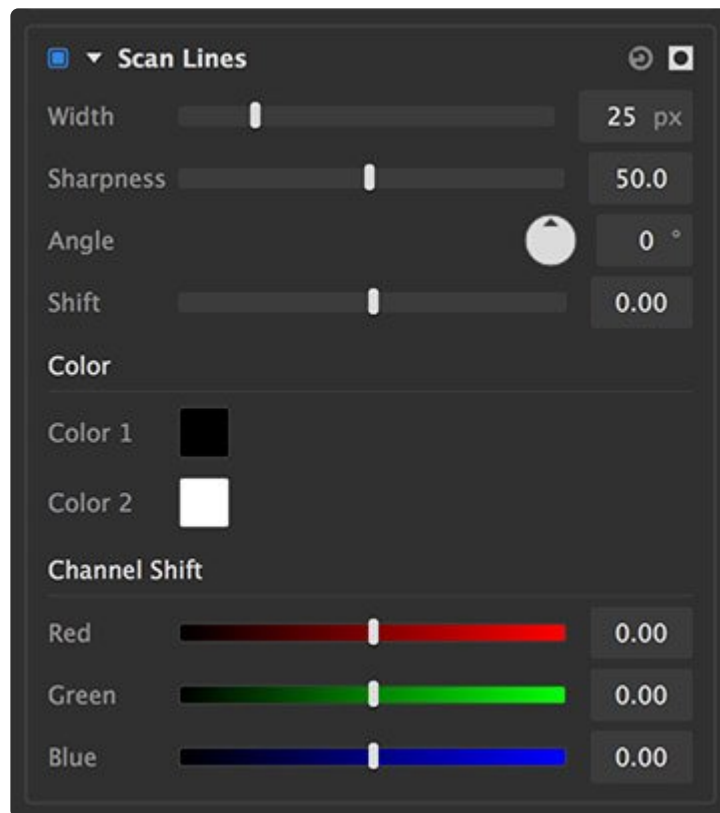 Scan Lines
Width 25 px
Sharpness 50.0
Angle 0 °
Shift 0.00
Color
Color 1
Color 2
Channel Shift
Red 0.00
Green 0.00
Blue 0.00